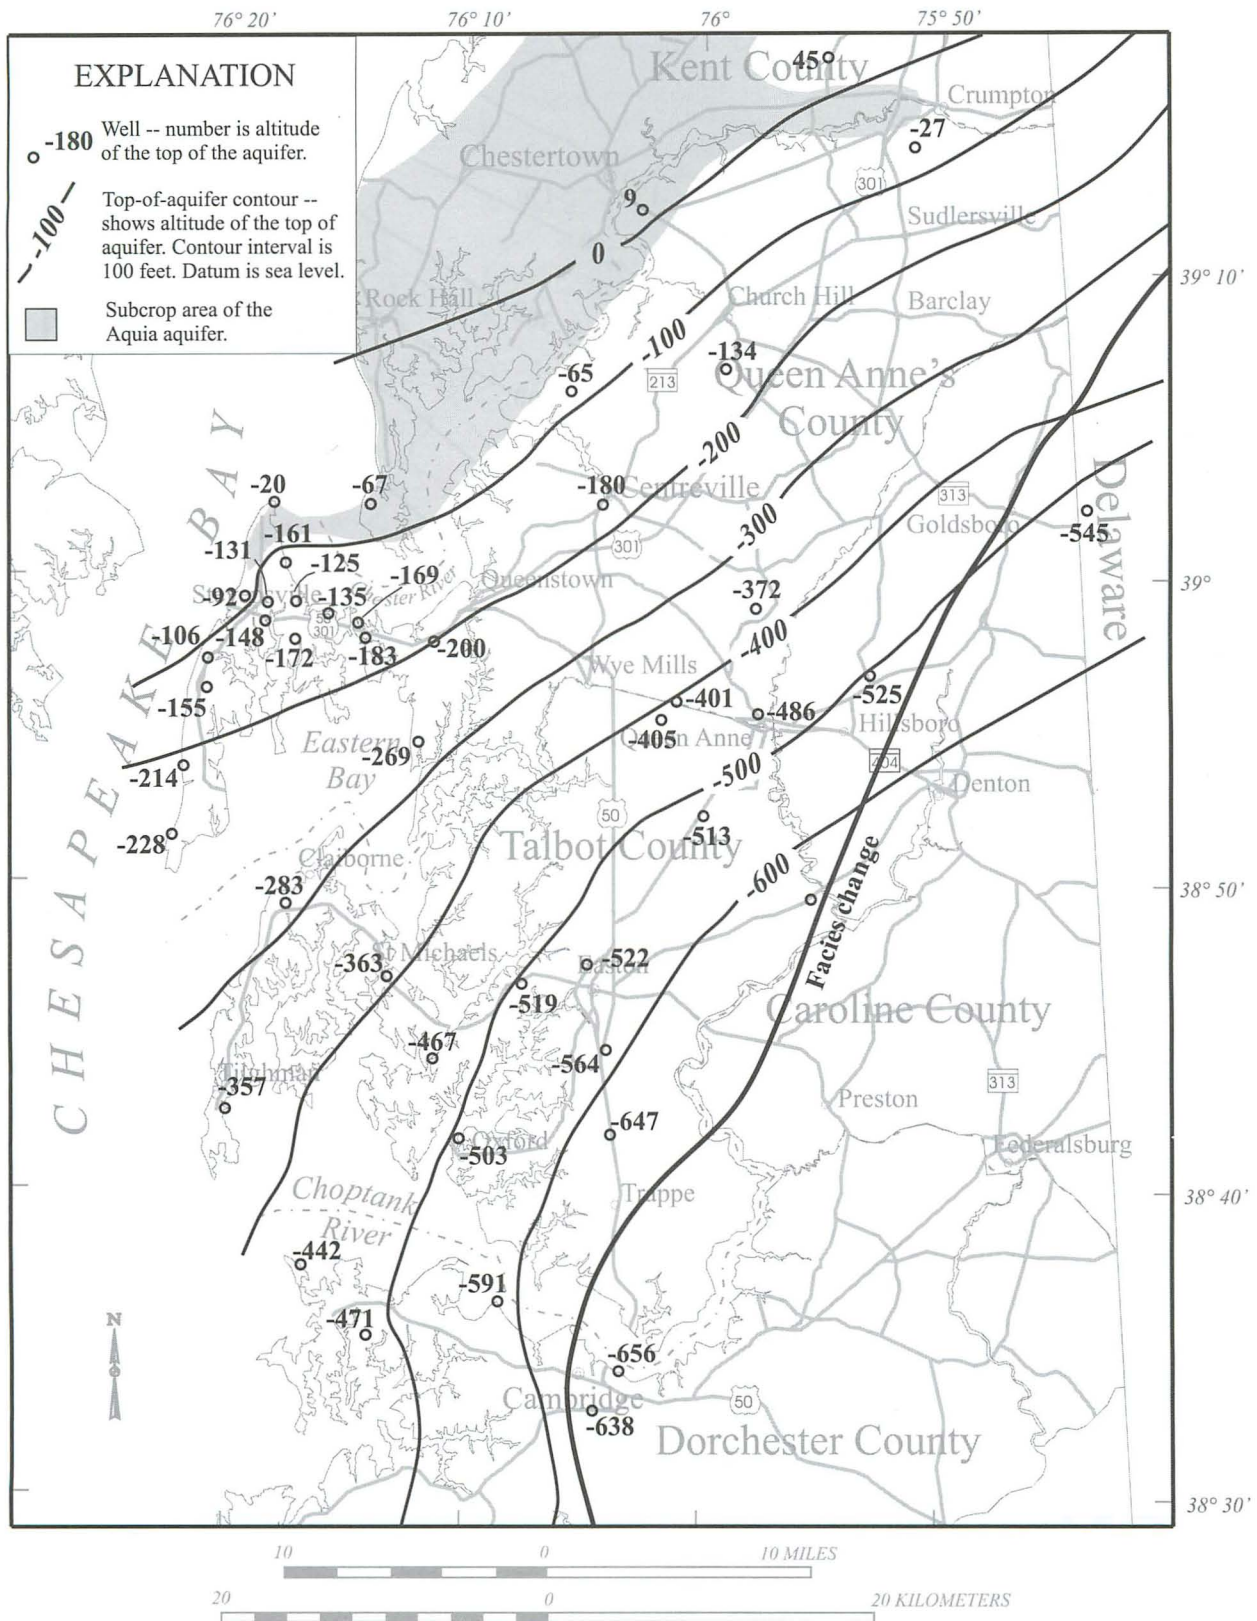 76° 20' 76° 10' 76° 75° 50'
EXPLANATION
-180 Well -- number is altitude
of the top of the aquifer.
-100
Top-of-aquifer contour --
shows altitude of the top of
aquifer. Contour interval is
100 feet. Datum is sea level.
Subcrop area of the
Aquia aquifer.
45
Kent County
Crumpton
-27
Chestertown
301
9
Sudlersville
0
39° 10'
Rock Hall
Church Hill
Barclay
-100
-134
-65
213
Queen Anne's
County
-200
-20
-67
-180
Centreville
313
Goldsboro
-545
Delaware
-161
-131
-125
-300
301
-169
Chester River
Queenstown
39°
-92
-135
50
301
-372
-106
-148
-172
-183
-200
-400
Wye Mills
-155
-401
-525
-486
Hillsboro
-405
Queen Anne
Eastern
Bay
-269
-214
-500
404
Denton
50
-228
-513
Talbot County
Claiborne
-600
-283
38° 50'
Facies change
St Michaels
-363
-522
Easton
-519
Caroline County
CHESAPEAKE BAY
-467
-564
Tilghman
-357
313
Preston
-647
Federalsburg
Oxford
-503
Choptank
River
Trappe
38° 40'
-442
-591
N
-471
-656
Cambridge
50
-638
Dorchester County
38° 30'
10 0 10 MILES
20 0 20 KILOMETERS